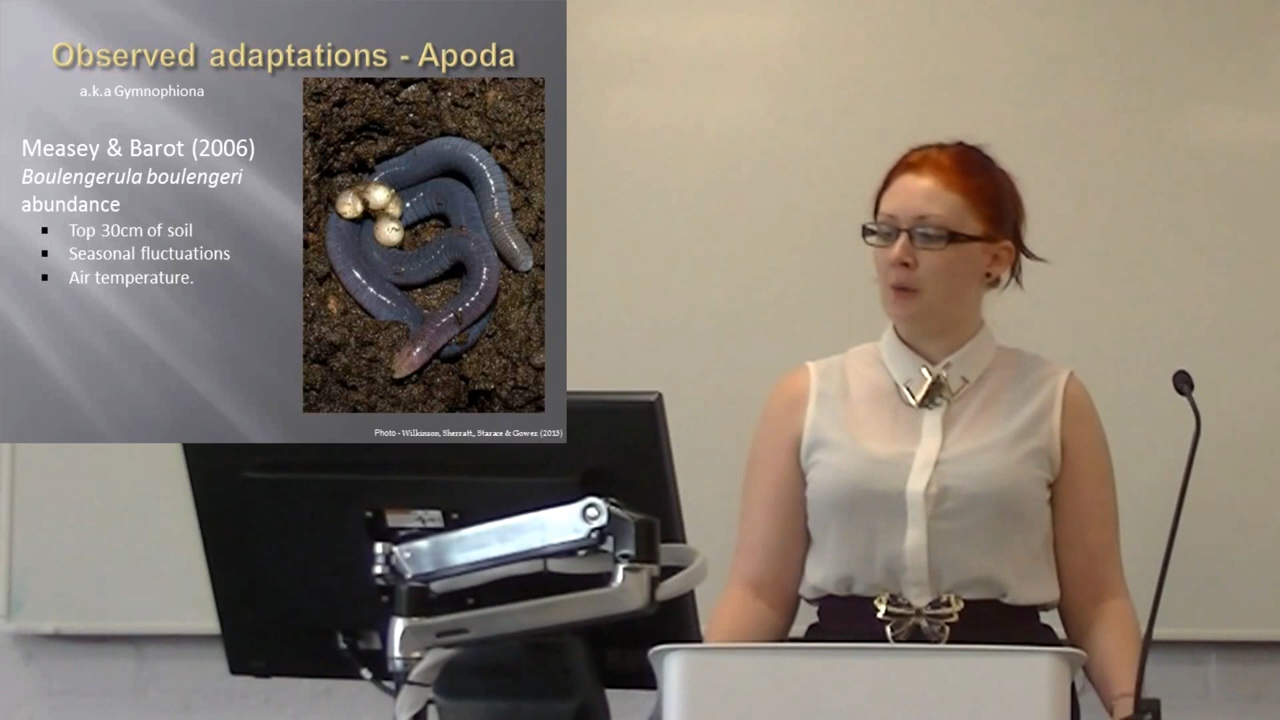 Observed adaptations - Apoda
a.k.a Gymnophiona
Measey & Barot (2006)
Boulengerula boulengeri
abundance
Top 30cm of soil
Seasonal fluctuations
Air temperature.
Photo - Wilkinson, Sherratt, Starace & Gower (2013)